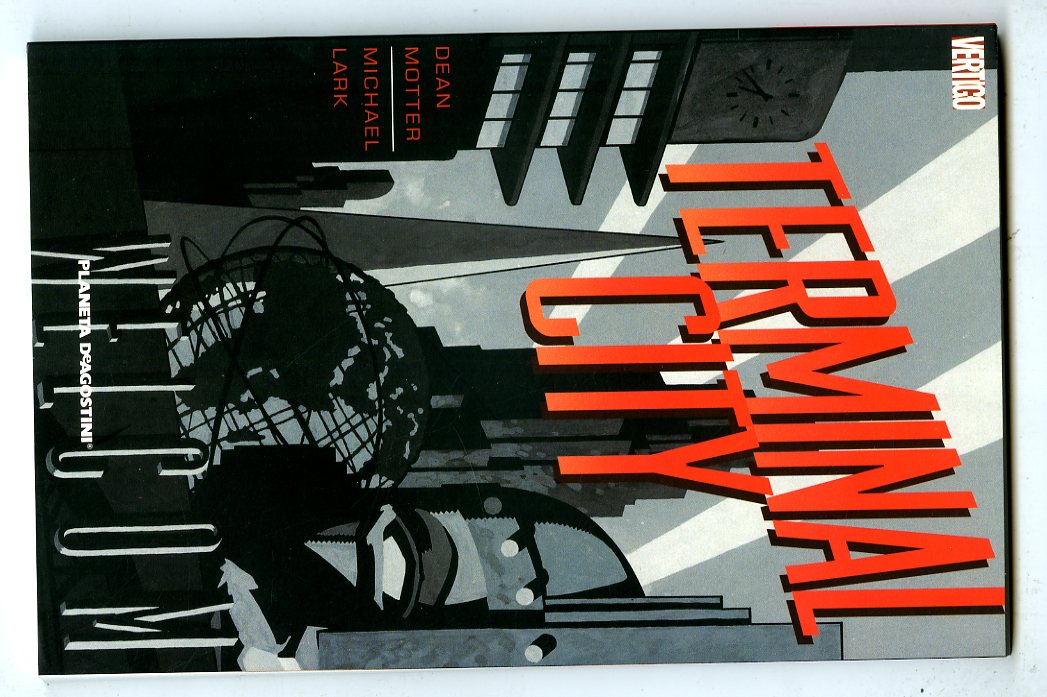 VERTIGO
TERMINAL
CITY
DEAN
MOTTER
MICHAEL
LARK
WELCOM
PLANETA DeAGOSTINI®